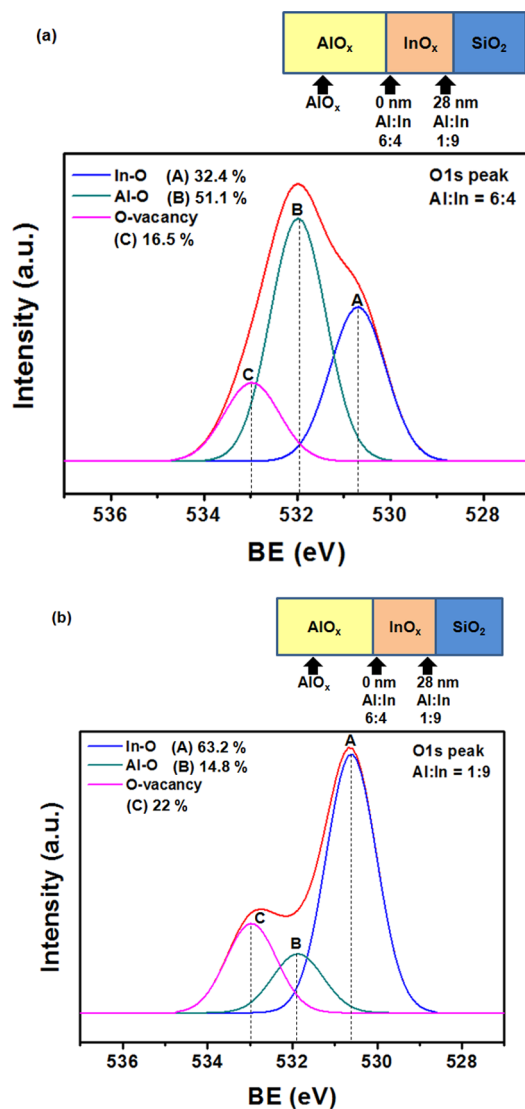 (a)
AlOx InOx SiO2
AlOx 0 nm 28 nm
Al:In Al:In
6:4 1:9
In-O (A) 32.4 % O1s peak
Al-O (B) 51.1 % Al:In = 6:4
O-vacancy
(C) 16.5 %
B
A
C
Intensity (a.u.)
536 534 532 530 528
BE (eV)
(b)
AlOx InOx SiO2
AlOx 0 nm 28 nm
Al:In Al:In
6:4 1:9
In-O (A) 63.2 % O1s peak
Al-O (B) 14.8 % Al:In = 1:9
O-vacancy
(C) 22 %
A
C
B
Intensity (a.u.)
536 534 532 530 528
BE (eV)